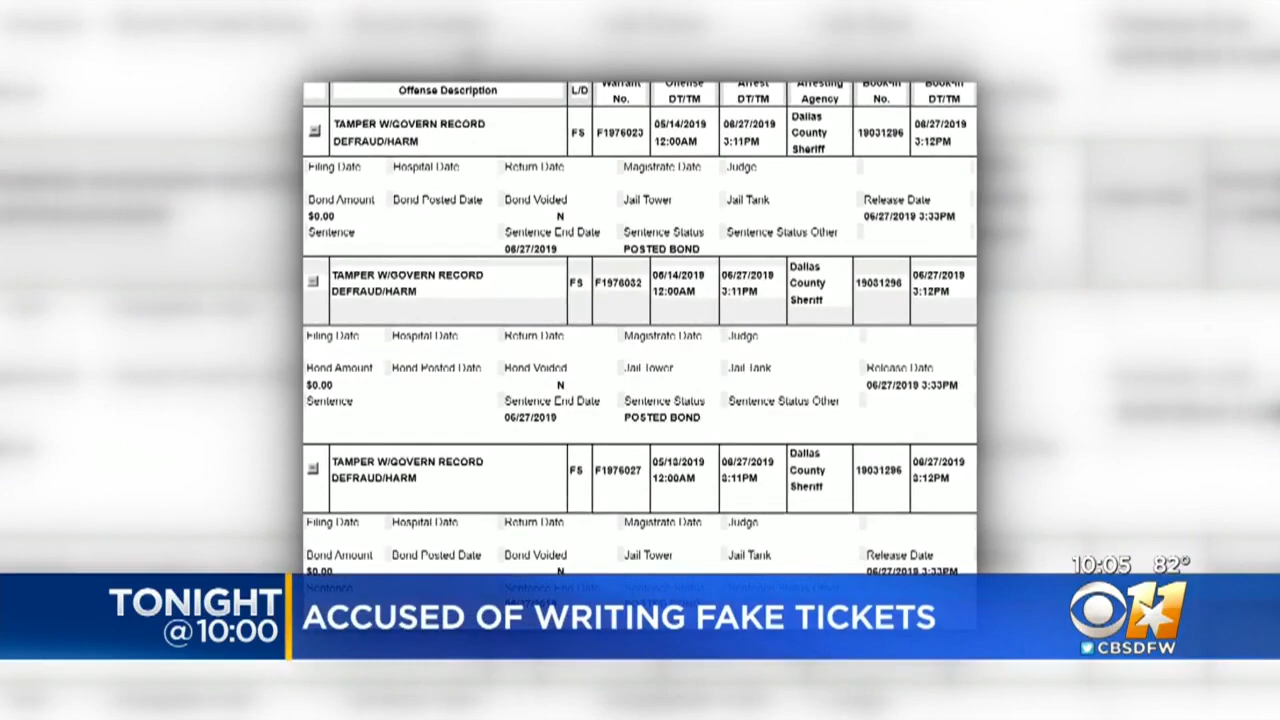 Offense Description L/D Warrant No. Offense DT/TM Arrest DT/TM Arresting Agency Book-In No. Book-In DT/TM
TAMPER W/GOVERN RECORD DEFRAUD/HARM FS F1976023 05/14/2019 12:00AM 06/27/2019 3:11PM Dallas County Sheriff 19031296 06/27/2019 3:12PM
Filing Date Hospital Date Return Date Magistrate Date Judge
Bond Amount Bond Posted Date Bond Voided Jail Tower Jail Tank Release Date
$0.00 N 06/27/2019 3:33PM
Sentence Sentence End Date Sentence Status Sentence Status Other
06/27/2019 POSTED BOND
TAMPER W/GOVERN RECORD DEFRAUD/HARM FS F1976032 06/14/2019 12:00AM 06/27/2019 3:11PM Dallas County Sheriff 19031296 06/27/2019 3:12PM
Filing Date Hospital Date Return Date Magistrate Date Judge
Bond Amount Bond Posted Date Bond Voided Jail Tower Jail Tank Release Date
$0.00 N 06/27/2019 3:33PM
Sentence Sentence End Date Sentence Status Sentence Status Other
06/27/2019 POSTED BOND
TAMPER W/GOVERN RECORD DEFRAUD/HARM FS F1976027 06/27/2019 12:00AM 3:11PM Dallas County Sheriff 19031296 06/27/2019 3:12PM
Filing Date Hospital Date Return Date Magistrate Date Judge
Bond Amount Bond Posted Date Bond Voided Jail Tower Jail Tank Release Date
$0.00 N 06/27/2019 3:33PM
10:05 82°
TONIGHT @10:00
ACCUSED OF WRITING FAKE TICKETS
11
CBSDFW